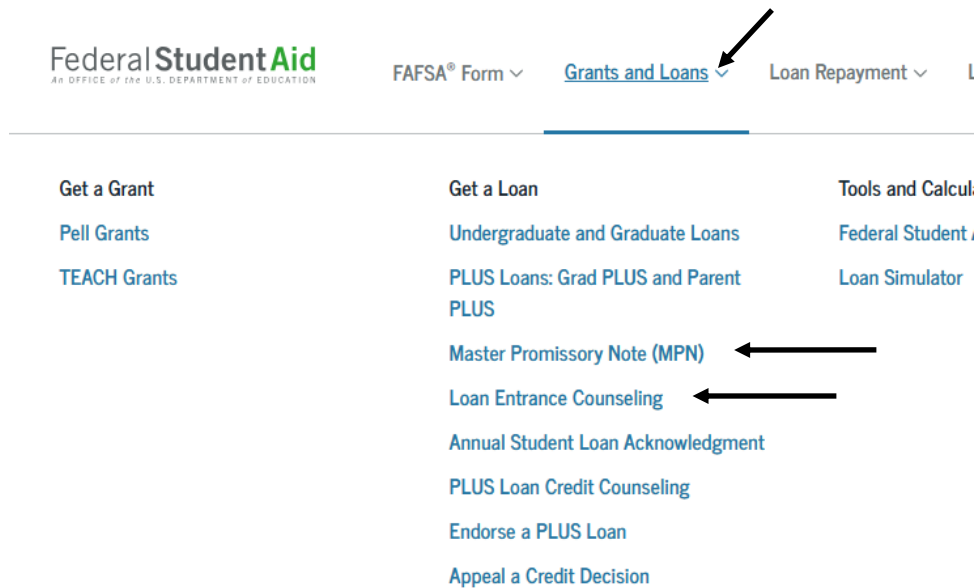 Federal Student Aid
An OFFICE of the U.S. DEPARTMENT of EDUCATION
FAFSA® Form
Grants and Loans
Loan Repayment
L
Get a Grant
Pell Grants
TEACH Grants
Get a Loan
Undergraduate and Graduate Loans
PLUS Loans: Grad PLUS and Parent
PLUS
Master Promissory Note (MPN)
Loan Entrance Counseling
Annual Student Loan Acknowledgment
PLUS Loan Credit Counseling
Endorse a PLUS Loan
Appeal a Credit Decision
Tools and Calcul
Federal Student
Loan Simulator